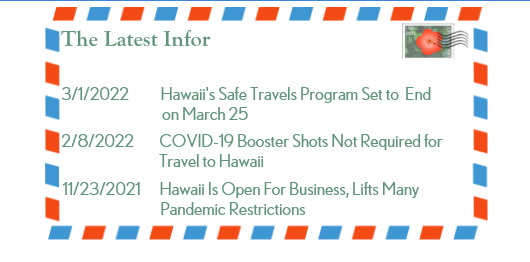 The Latest Infor
3/1/2022 Hawaii's Safe Travels Program Set to End
on March 25
2/8/2022 COVID-19 Booster Shots Not Required for
Travel to Hawaii
11/23/2021 Hawaii Is Open For Business, Lifts Many
Pandemic Restrictions